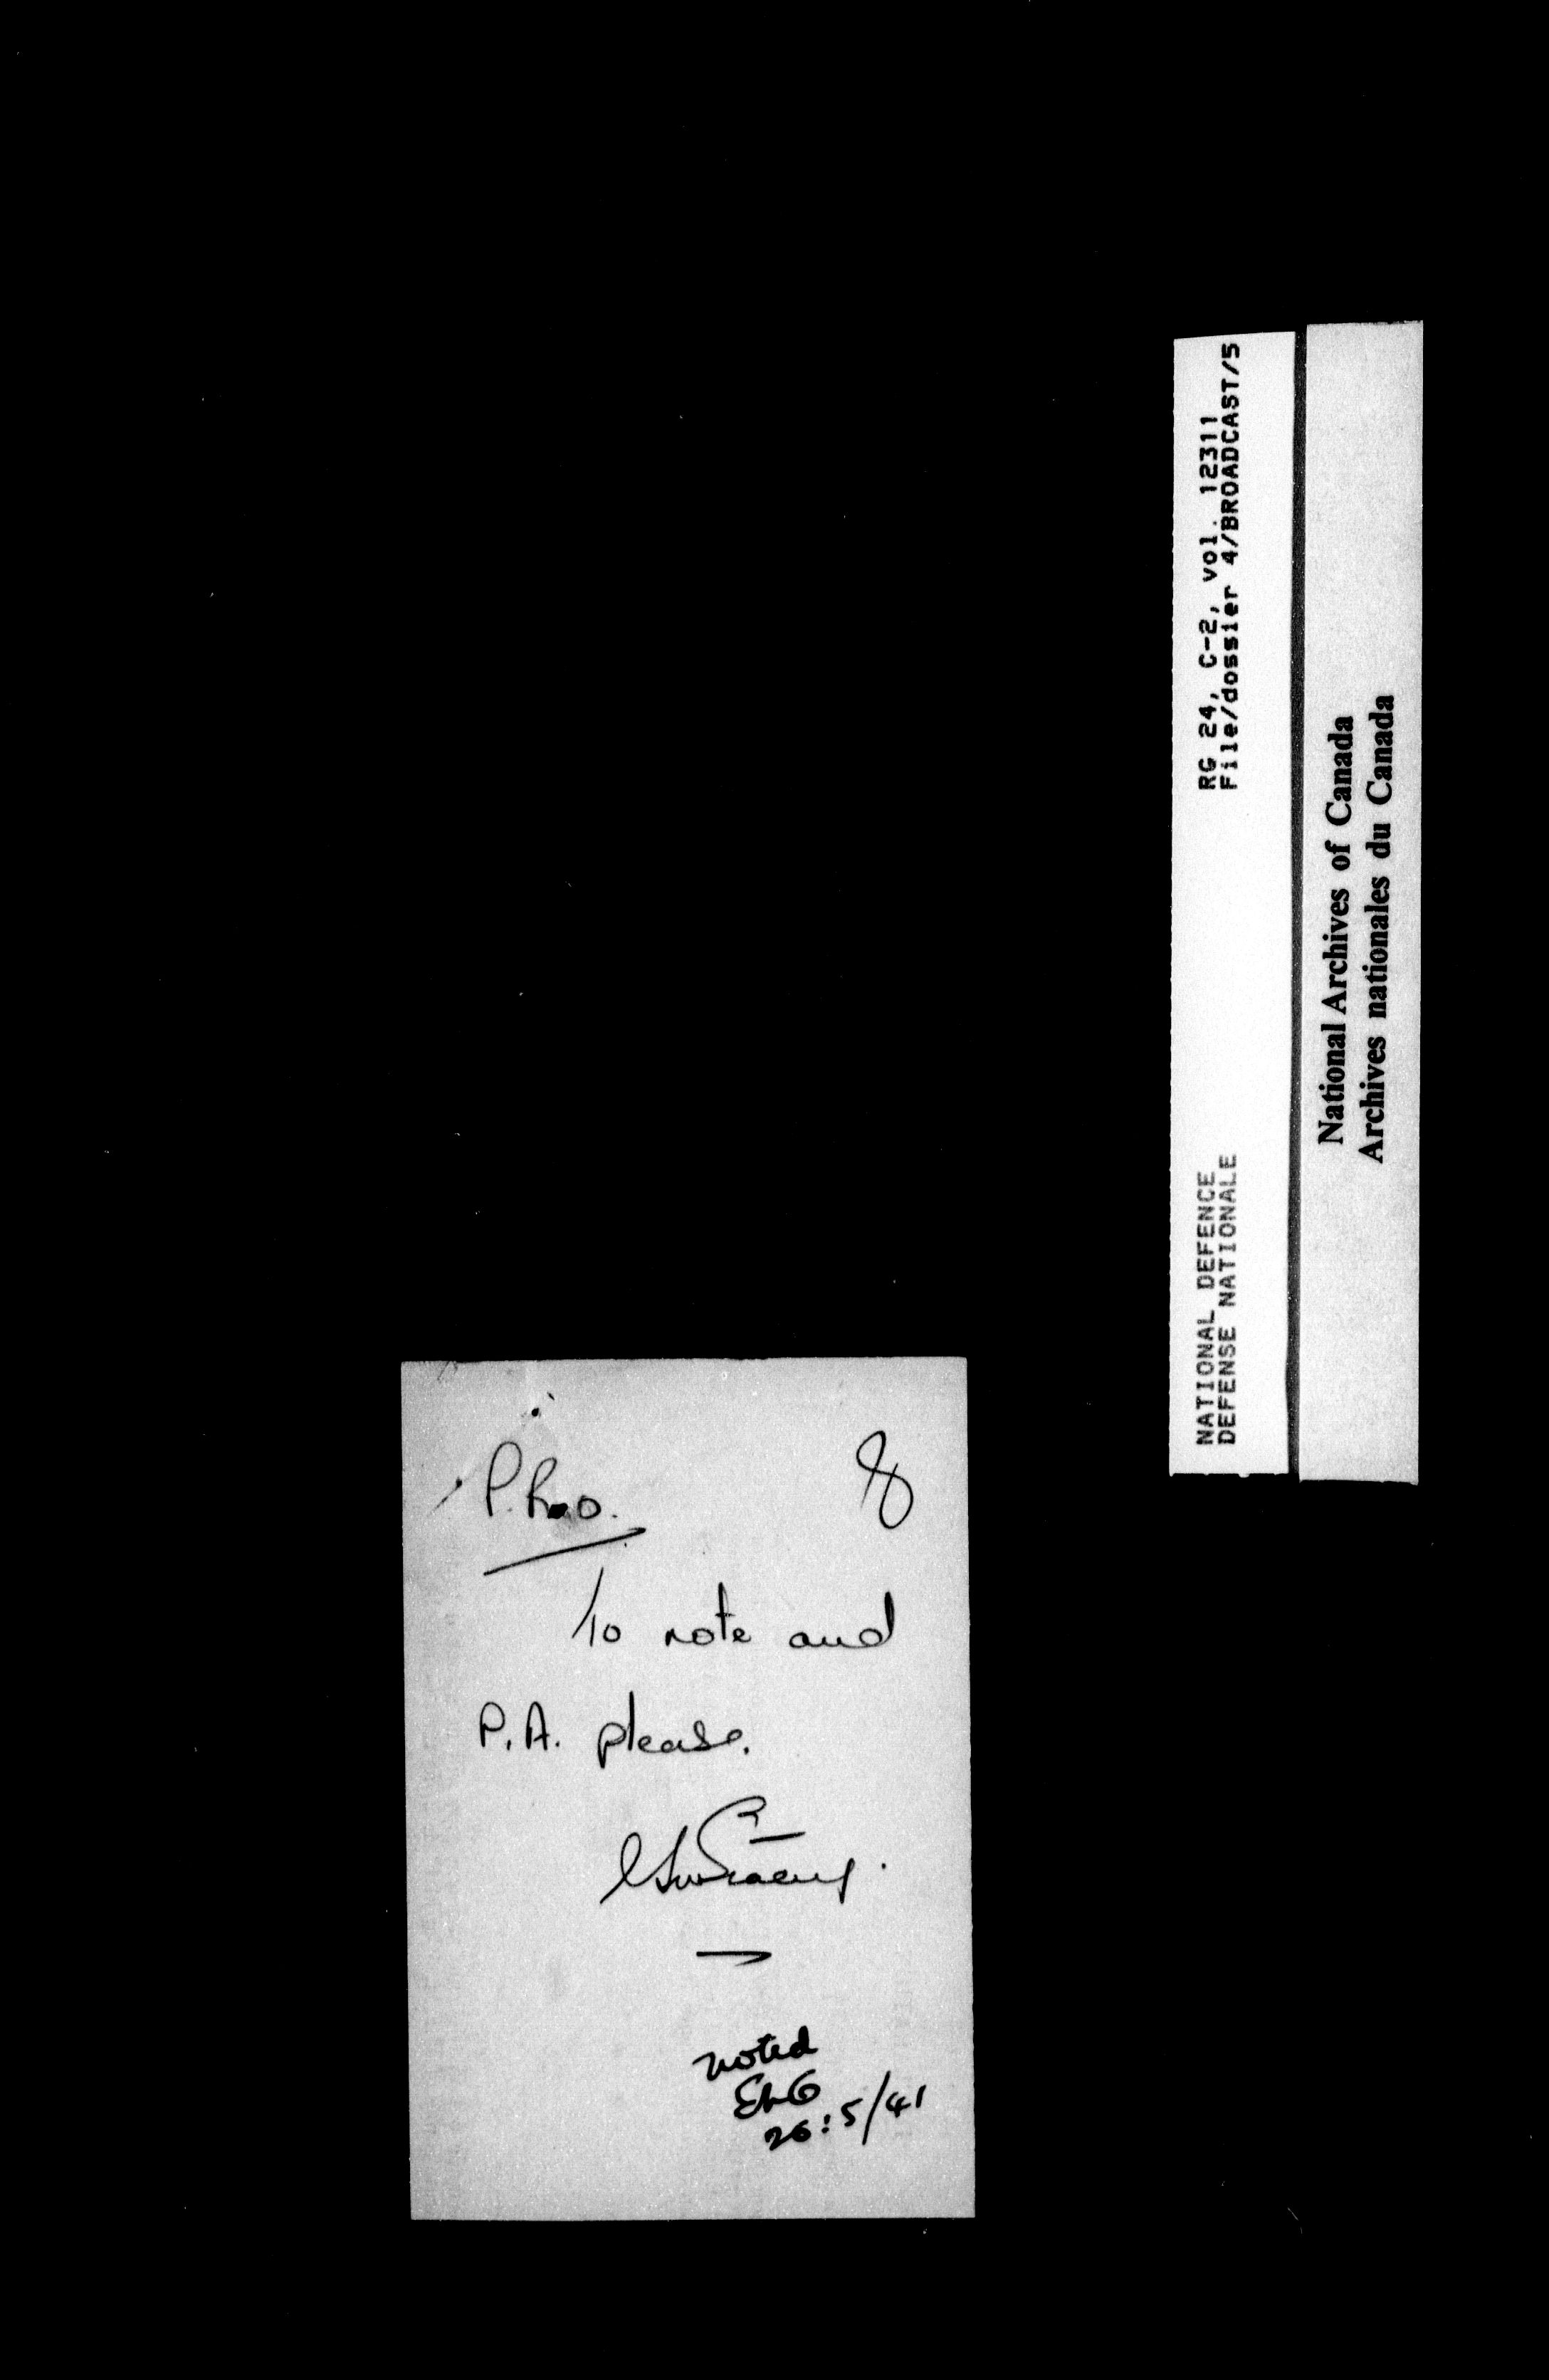 RG 24, C-2, vol. 12311
File/dossier 4/BROADCAST/5
NATIONAL DEFENCE
DEFENSE NATIONALE
National Archives of Canada
Archives nationales du Canada
8
P.R.O.
To note and
P.A. please.
noted
26:5/41